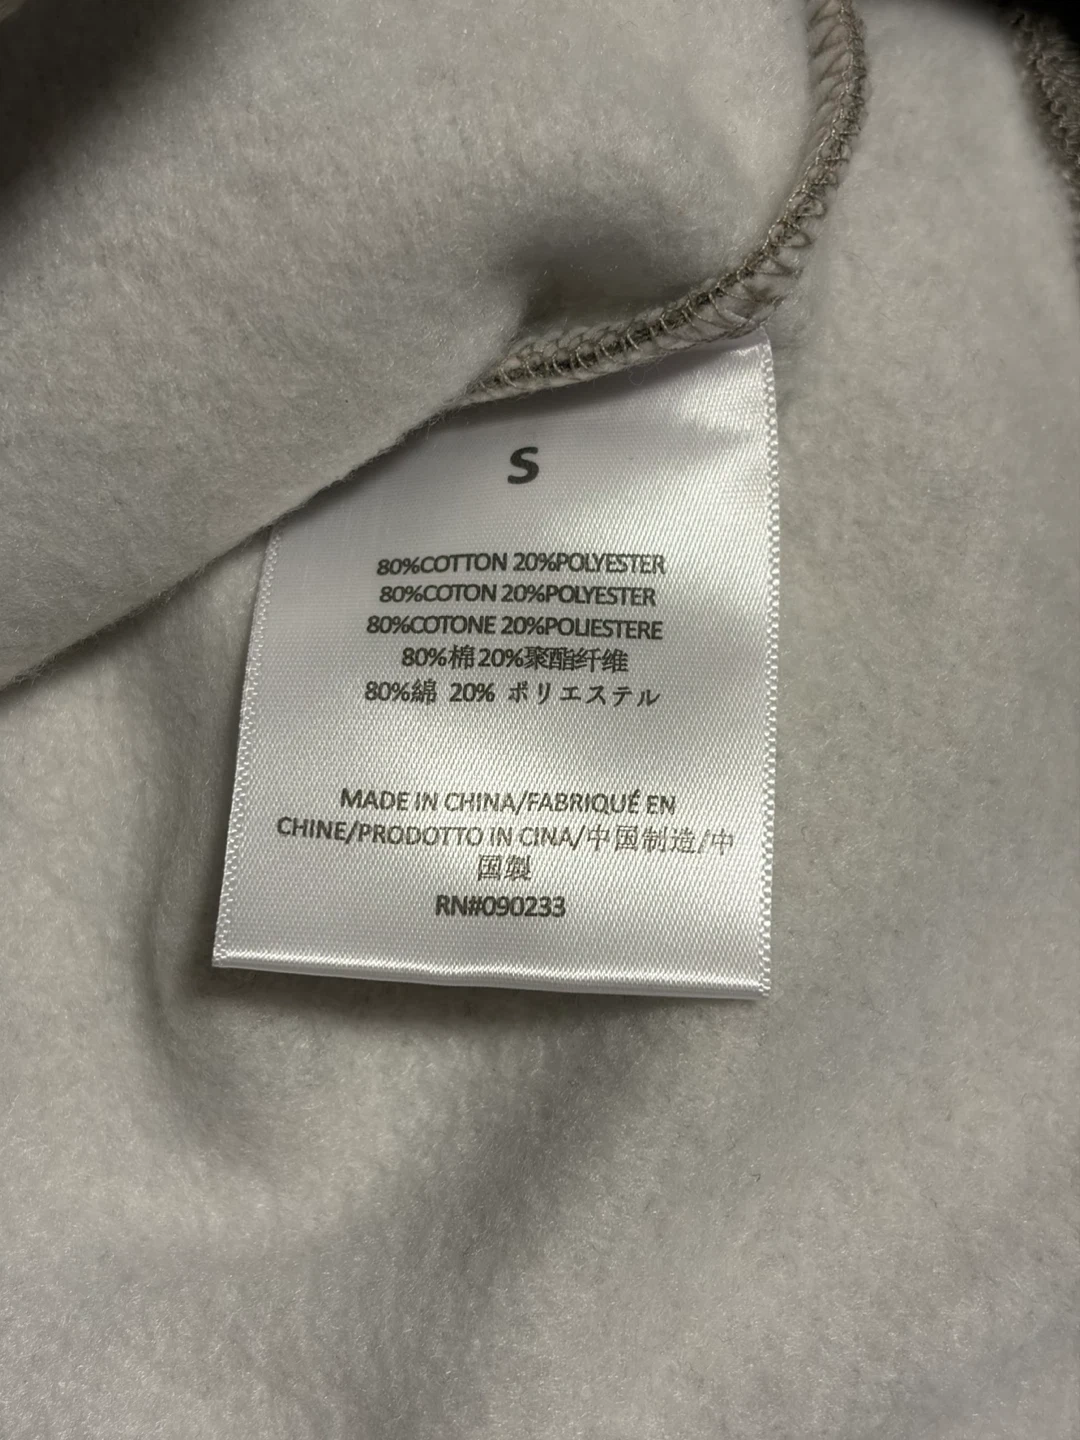 S
80%COTTON 20%POLYESTER
80%COTON 20%POLYESTER
80%COTONE 20%POLIESTERE
80%棉20%聚酯纤维
80%綿 20% ポリエステル
MADE IN CHINA/FABRIQUÉ EN
CHINE/PRODOTTO IN CINA/中国制造/中
国製
RN#090233